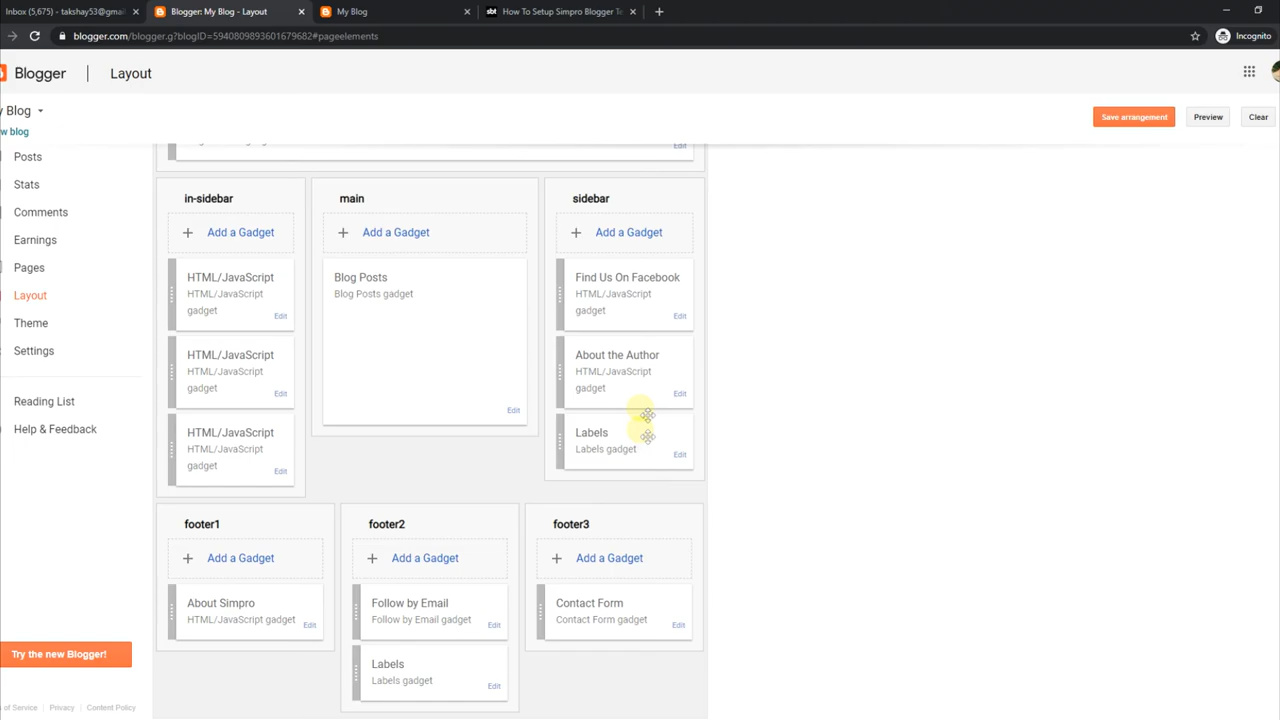 Inbox (5,675) - takshay53@gmail
Blogger: My Blog - Layout
My Blog
sbt
How To Setup Simpro Blogger Te
blogger.com/blogger.g?blogID=5940809893601679682#pageelements
Incognito
Blogger
Layout
y Blog
w blog
Save arrangement
Preview
Clear
Posts
Stats
Comments
Earnings
Pages
Layout
Theme
Settings
Reading List
Help & Feedback
Try the new Blogger!
s of Service
Privacy
Content Policy
Edit
in-sidebar
Add a Gadget
HTML/JavaScript
HTML/JavaScript
gadget
Edit
HTML/JavaScript
HTML/JavaScript
gadget
Edit
HTML/JavaScript
HTML/JavaScript
gadget
Edit
main
Add a Gadget
Blog Posts
Blog Posts gadget
Edit
sidebar
Add a Gadget
Find Us On Facebook
HTML/JavaScript
gadget
Edit
About the Author
HTML/JavaScript
gadget
Edit
Labels
Labels gadget
Edit
footer1
Add a Gadget
About Simpro
HTML/JavaScript gadget
Edit
footer2
Add a Gadget
Follow by Email
Follow by Email gadget
Edit
Labels
Labels gadget
Edit
footer3
Add a Gadget
Contact Form
Contact Form gadget
Edit